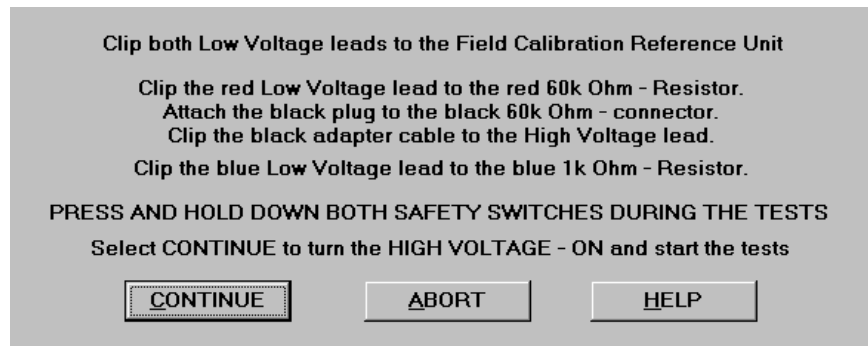 Clip both Low Voltage leads to the Field Calibration Reference Unit
Clip the red Low Voltage lead to the red 60k Ohm - Resistor.
Attach the black plug to the black 60k Ohm - connector.
Clip the black adapter cable to the High Voltage lead.
Clip the blue Low Voltage lead to the blue 1k Ohm - Resistor.
PRESS AND HOLD DOWN BOTH SAFETY SWITCHES DURING THE TESTS
Select CONTINUE to turn the HIGH VOLTAGE - ON and start the tests
CONTINUE ABORT HELP